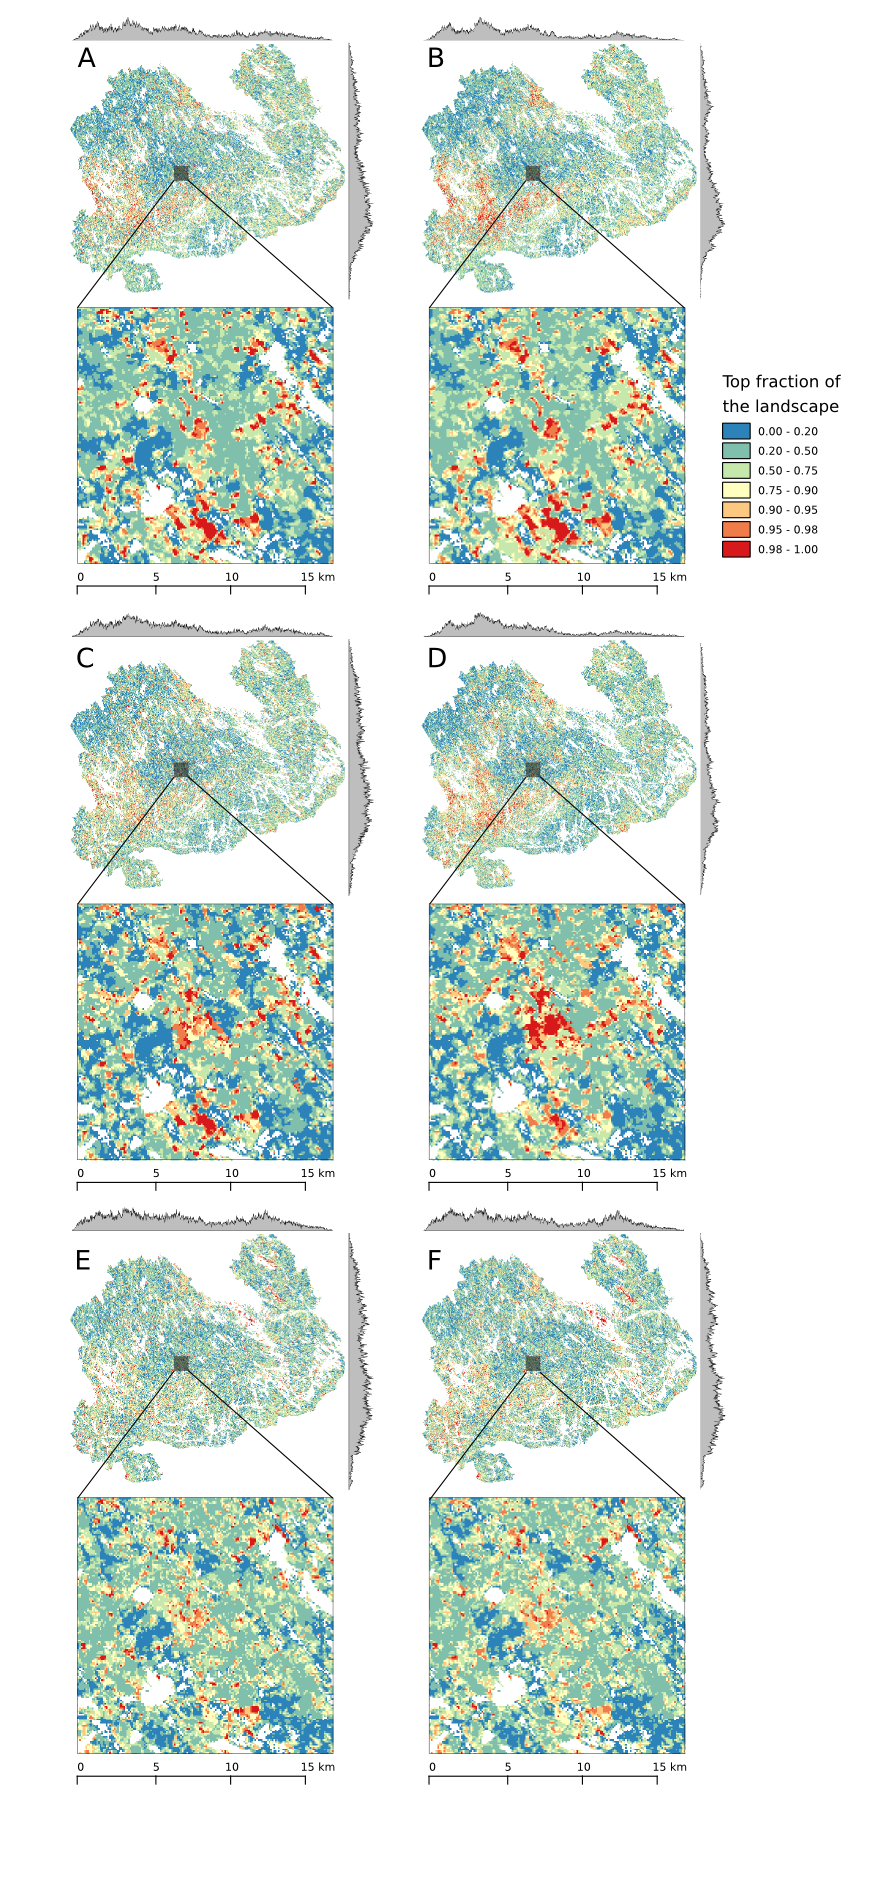 A
B
0 5 10 15 km
0 5 10 15 km
Top fraction of
the landscape
0.00 - 0.20
0.20 - 0.50
0.50 - 0.75
0.75 - 0.90
0.90 - 0.95
0.95 - 0.98
0.98 - 1.00
C
D
0 5 10 15 km
0 5 10 15 km
E
F
0 5 10 15 km
0 5 10 15 km